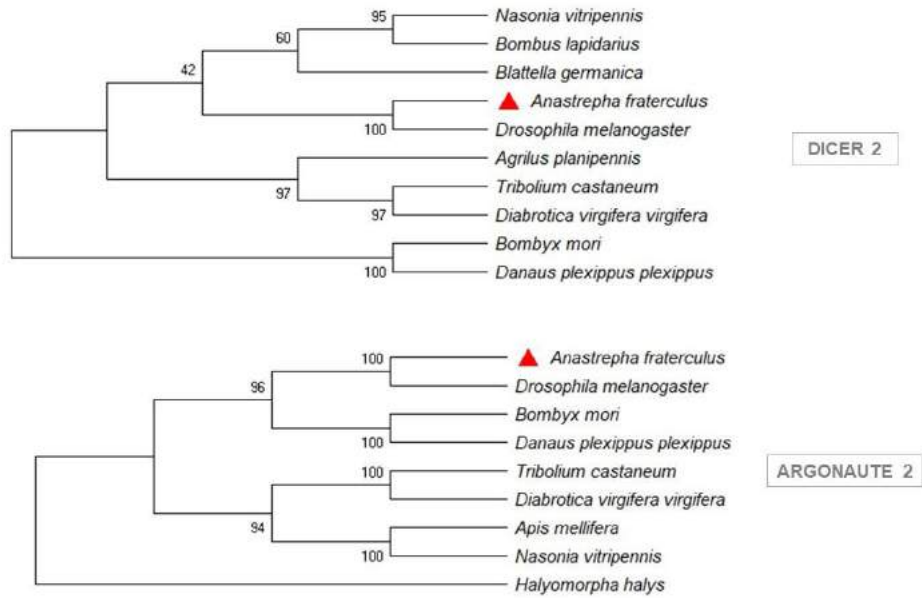 95
Nasonia vitripennis
Bombus lapidarius
60
Blattella germanica
42
Anastrepha fraterculus
100
Drosophila melanogaster
DICER 2
Agrilus planipennis
97
Tribolium castaneum
97
Diabrotica virgifera virgifera
Bombyx mori
100
Danaus plexippus plexippus
100
Anastrepha fraterculus
96
Drosophila melanogaster
Bombyx mori
100
Danaus plexippus plexippus
100
Tribolium castaneum
ARGONAUTE 2
Diabrotica virgifera virgifera
94
Apis mellifera
100
Nasonia vitripennis
Halyomorpha halys